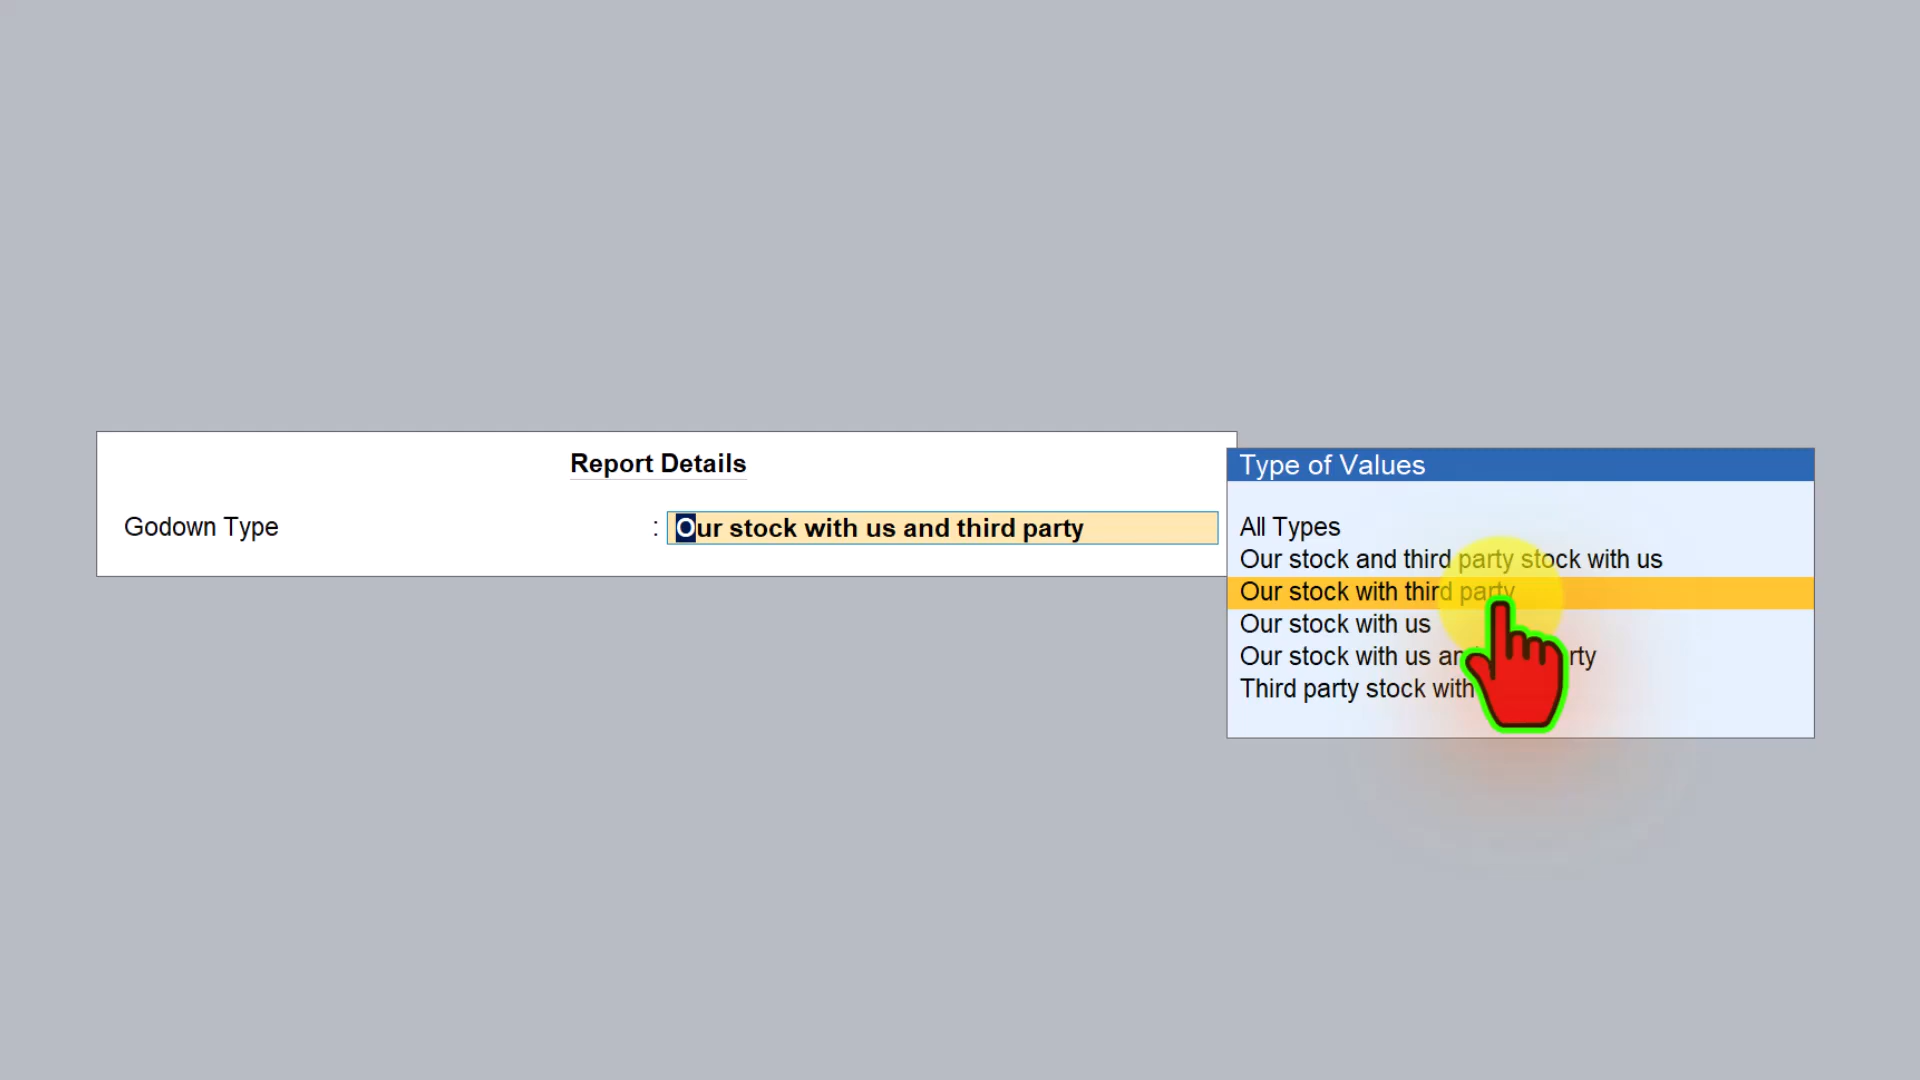 Report Details
Godown Type : Our stock with us and third party
Type of Values
All Types
Our stock and third party stock with us
Our stock with third party
Our stock with us
Our stock with us
Third party stock with